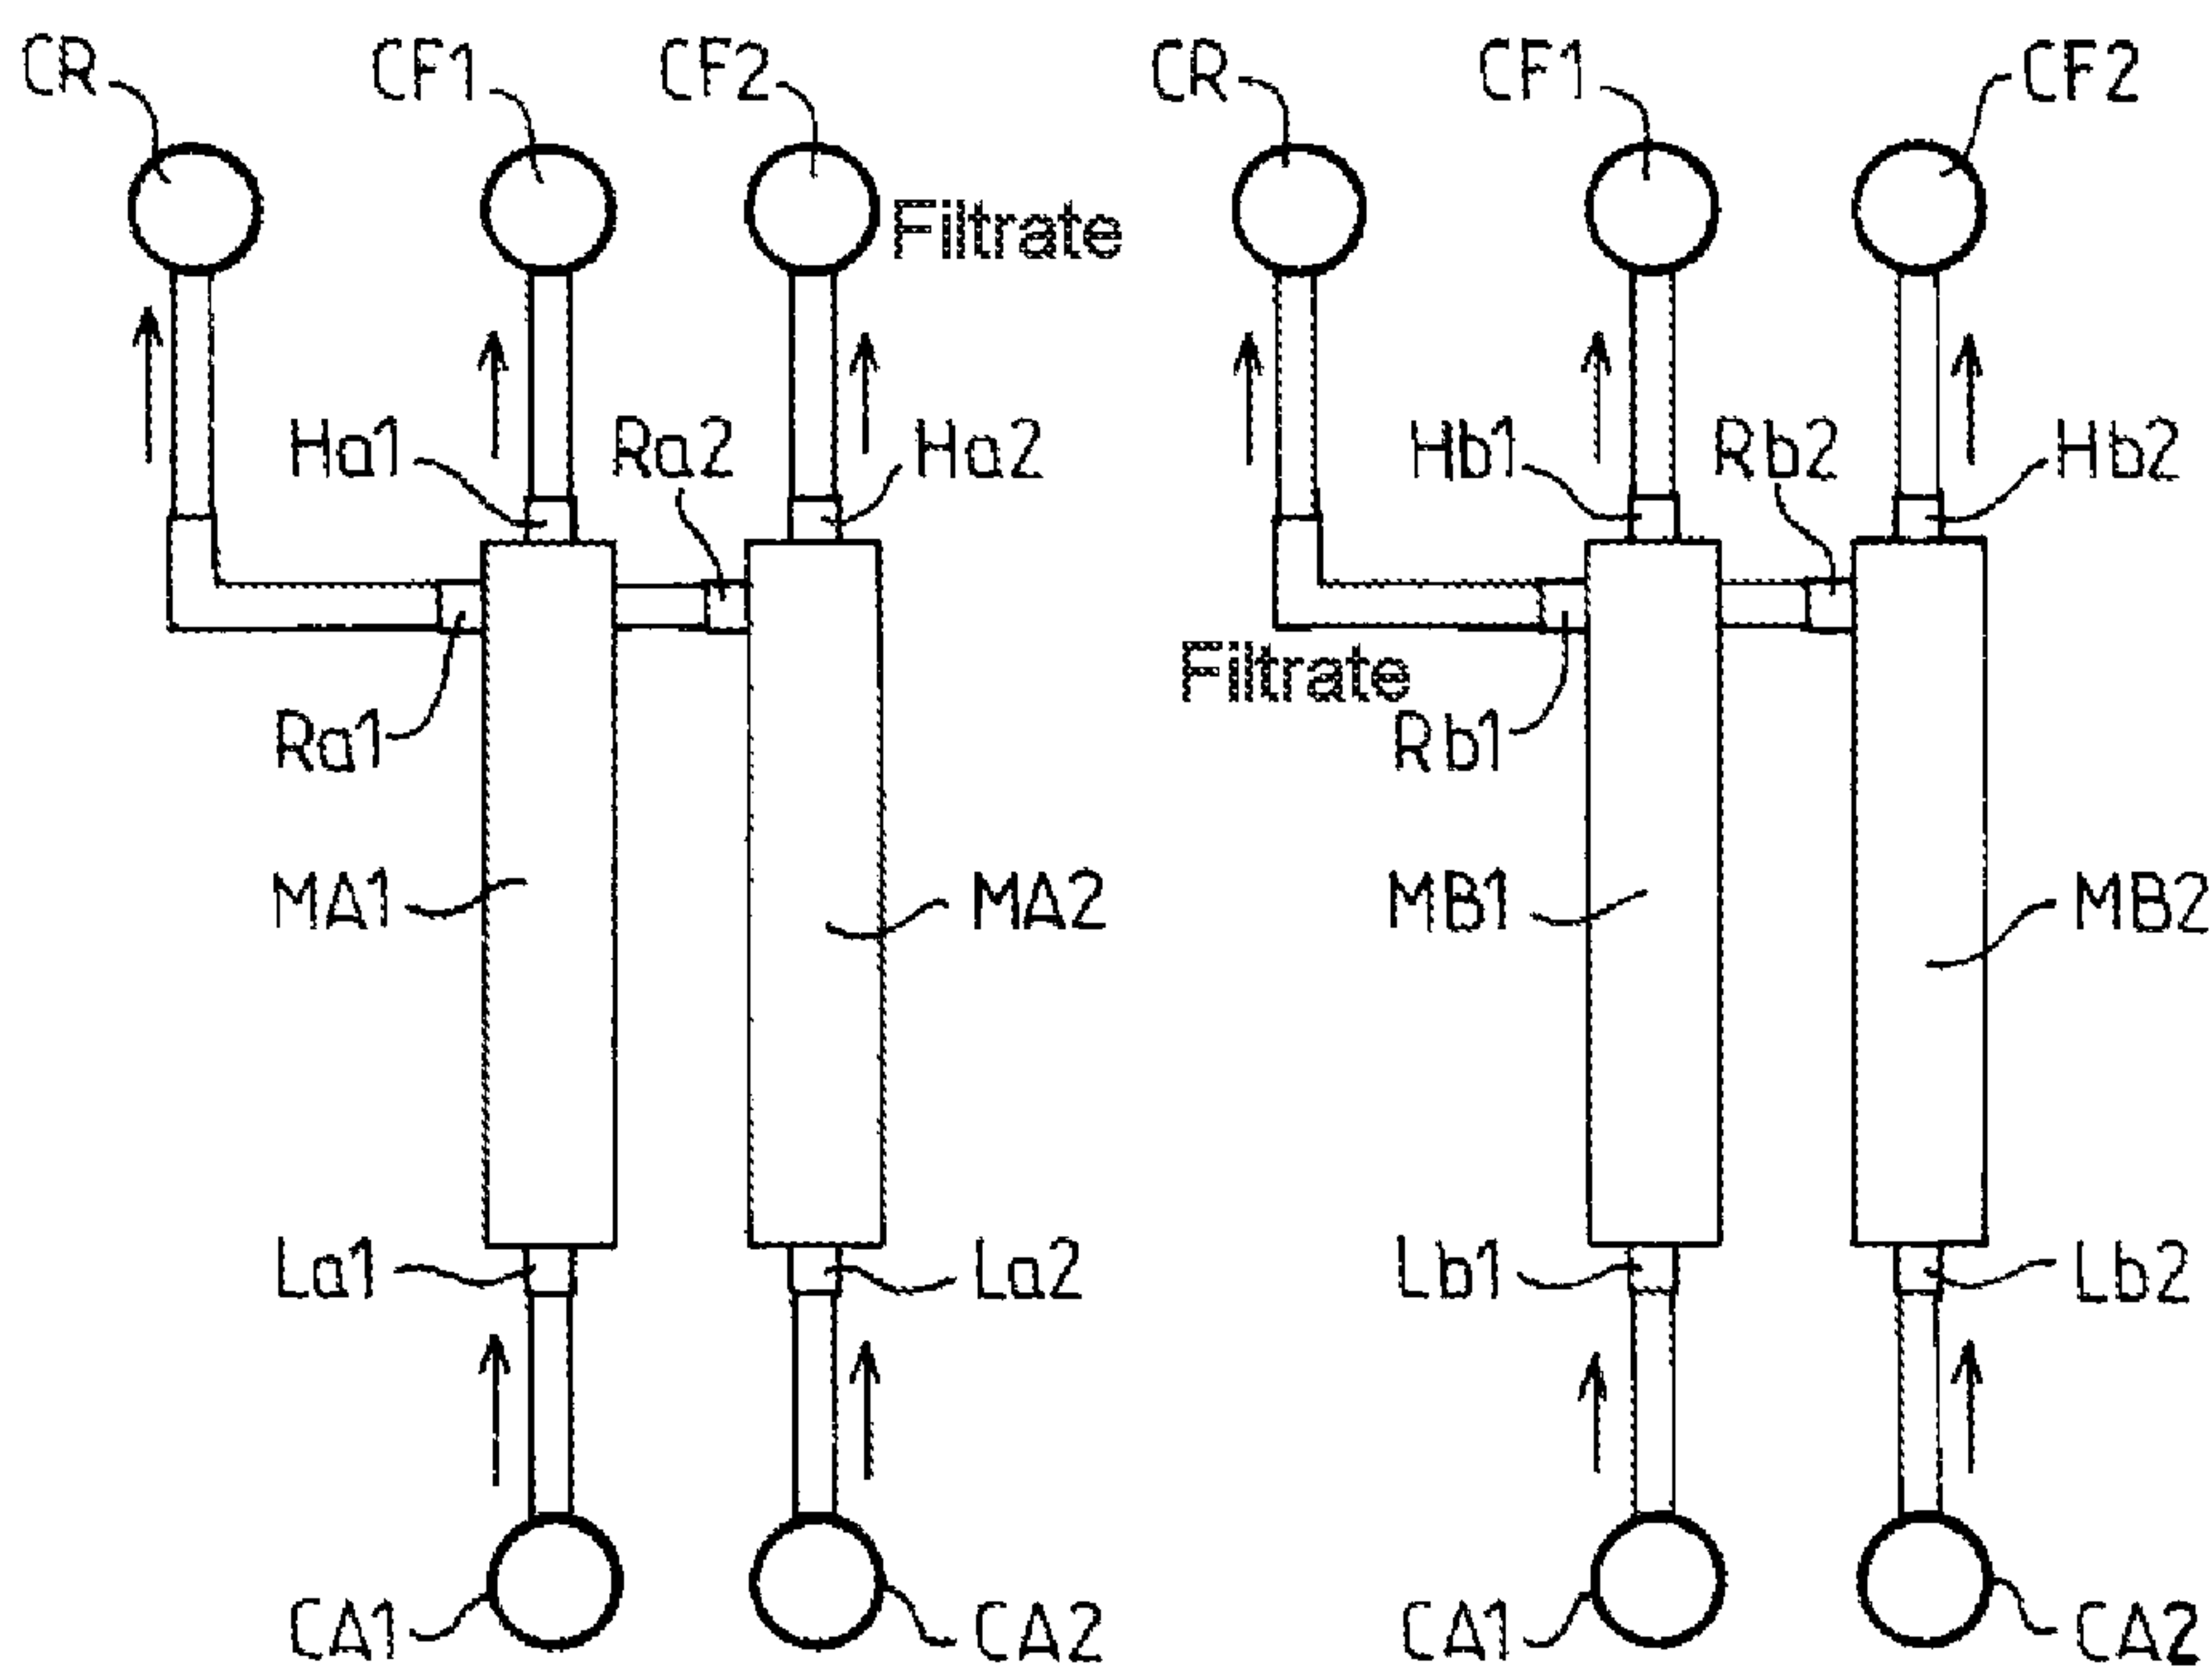 CR CF1 CF2 CR CF1 CF2
Filtrate
Ha1 Ra2 Ha2 Hb1 Rb2 Hb2
Filtrate
Ra1 Rb1
MA1 MA2 MB1 MB2
La1 La2 Lb1 Lb2
CA1 CA2 CA1 CA2